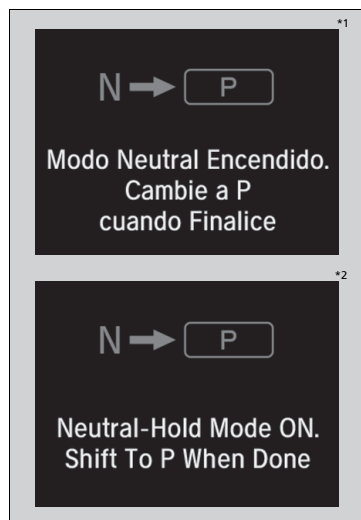 *1
N P
Modo Neutral Encendido.
Cambie a P
cuando Finalice
*2
N P
Neutral-Hold Mode ON.
Shift To P When Done